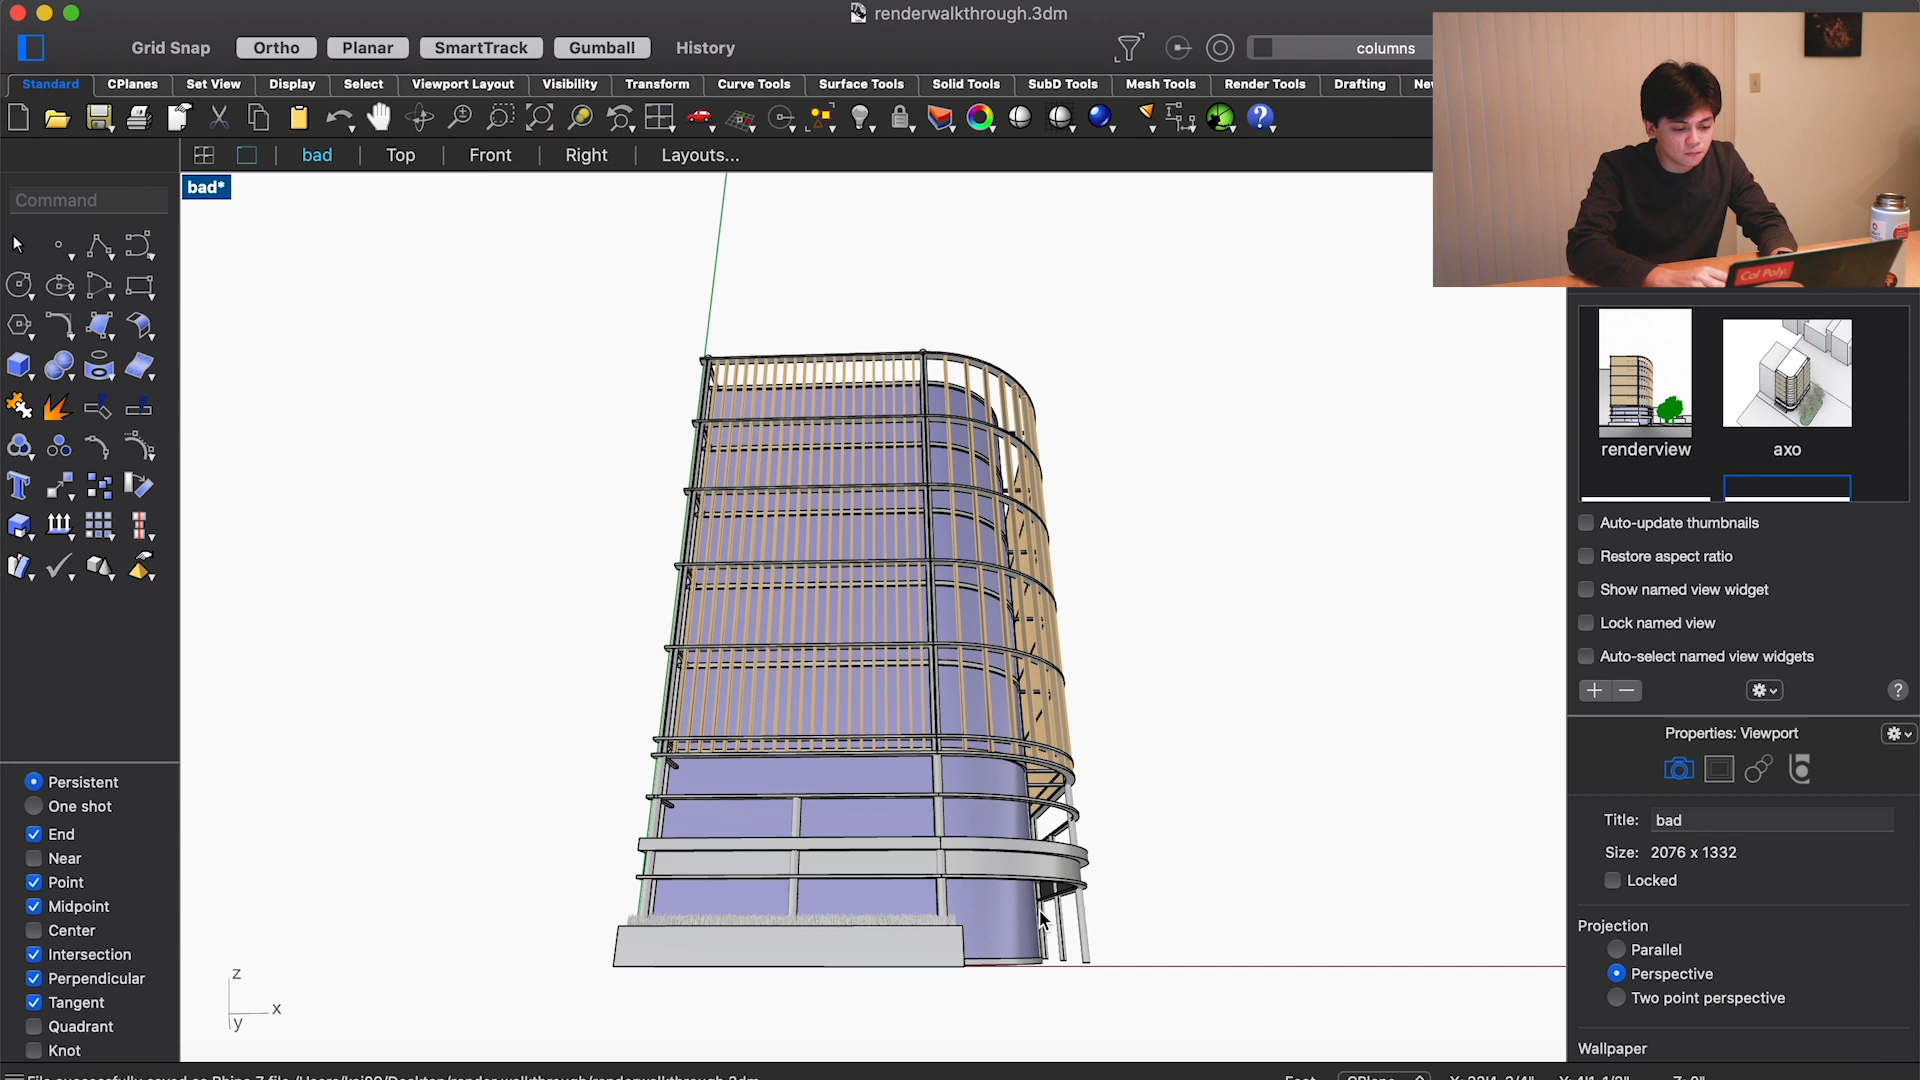 renderwalkthrough.3dm
Grid Snap Ortho Planar SmartTrack Gumball History columns
Standard CPlanes Set View Display Select Viewport Layout Visibility Transform Curve Tools Surface Tools Solid Tools SubD Tools Mesh Tools Render Tools Drafting
bad Top Front Right Layouts...
bad*
Command
Cal Poly.
renderview axo
Auto-update thumbnails
Restore aspect ratio
Show named view widget
Lock named view
Auto-select named view widgets
Properties: Viewport
Title: bad
Size: 2076 x 1332
Locked
Projection
Parallel
Perspective
Two point perspective
Wallpaper
Persistent
One shot
End
Near
Point
Midpoint
Center
Intersection
Perpendicular
Tangent
Quadrant
Knot
z
x
y